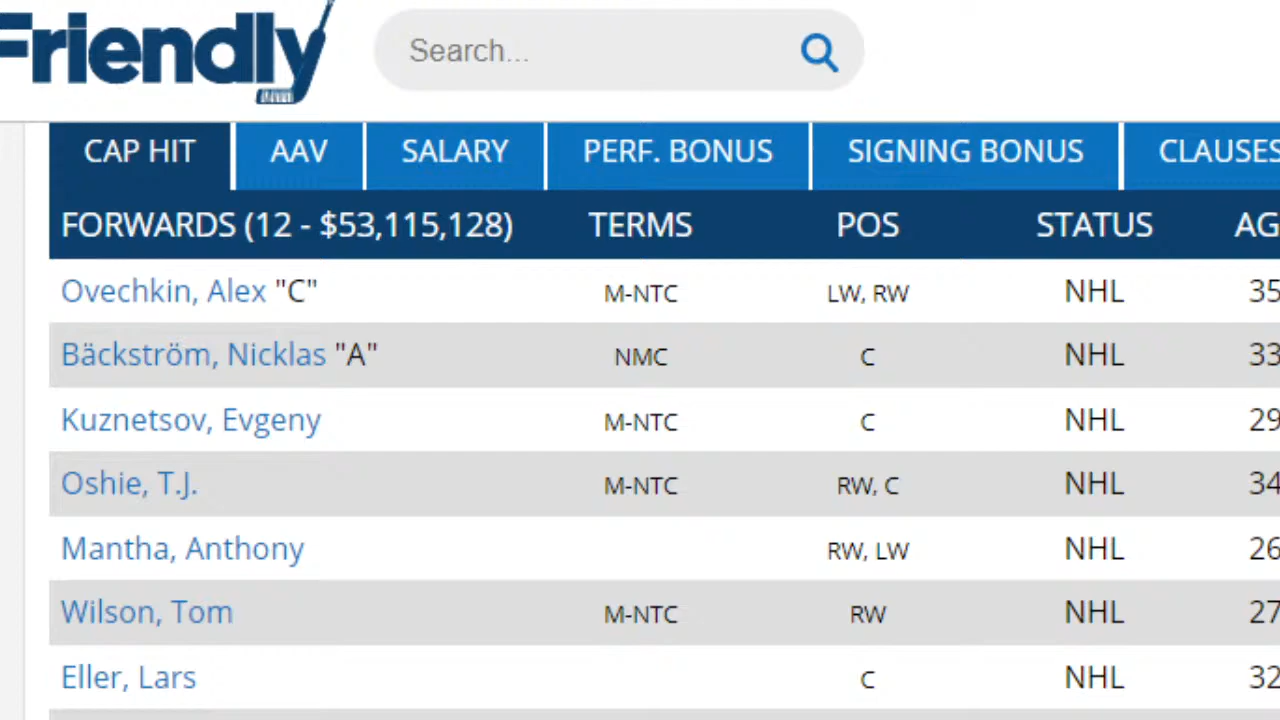 Friendly Search...
CAP HIT AAV SALARY PERF. BONUS SIGNING BONUS CLAUSES
FORWARDS (12 - $53,115,128) TERMS POS STATUS AG
Ovechkin, Alex "C" M-NTC LW, RW NHL 35
Bäckström, Nicklas "A" NMC C NHL 33
Kuznetsov, Evgeny M-NTC C NHL 29
Oshie, T.J. M-NTC RW, C NHL 34
Mantha, Anthony RW, LW NHL 26
Wilson, Tom M-NTC RW NHL 27
Eller, Lars C NHL 32